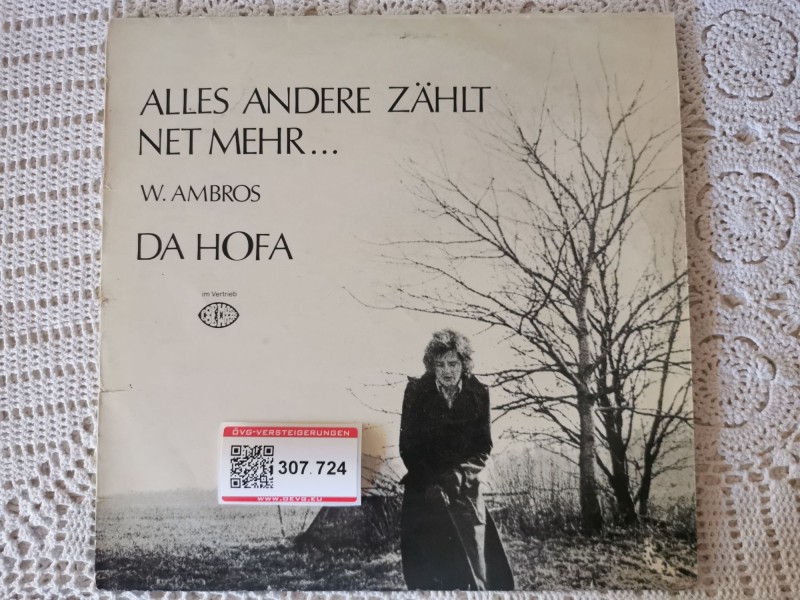 ALLES ANDERE ZÄHLT
NET MEHR...
W. AMBROS
DA HOFA
im Vertrieb
ÖVG-VERSTEIGERUNGEN
307.724
WWW.OEVG.EU